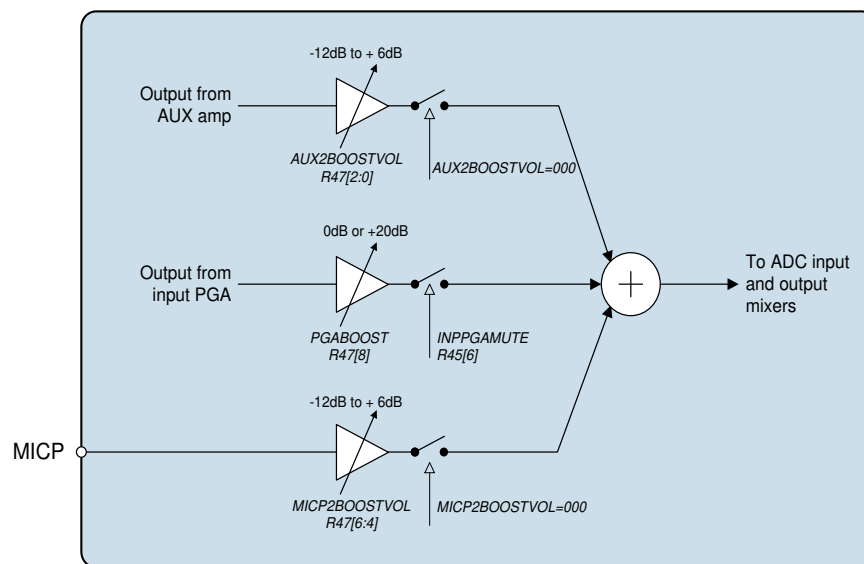 -12dB to + 6dB
Output from
AUX amp
AUX2BOOSTVOL
R47[2:0]
AUX2BOOSTVOL=000
0dB or +20dB
Output from
input PGA
PGABOOST
R47[8]
INPPGAMUTE
R45[6]
+
To ADC input
and output
mixers
-12dB to + 6dB
MICP
MICP2BOOSTVOL
R47[6:4]
MICP2BOOSTVOL=000